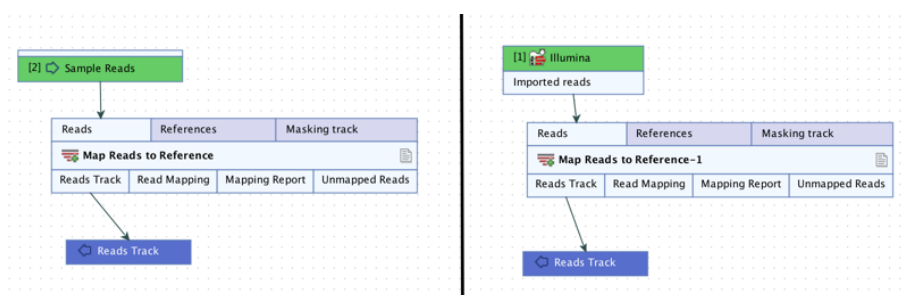 [2] Sample Reads
Reads References Masking track
Map Reads to Reference
Reads Track Read Mapping Mapping Report Unmapped Reads
Reads Track
[1] Illumina
Imported reads
Reads References Masking track
Map Reads to Reference-1
Reads Track Read Mapping Mapping Report Unmapped Reads
Reads Track